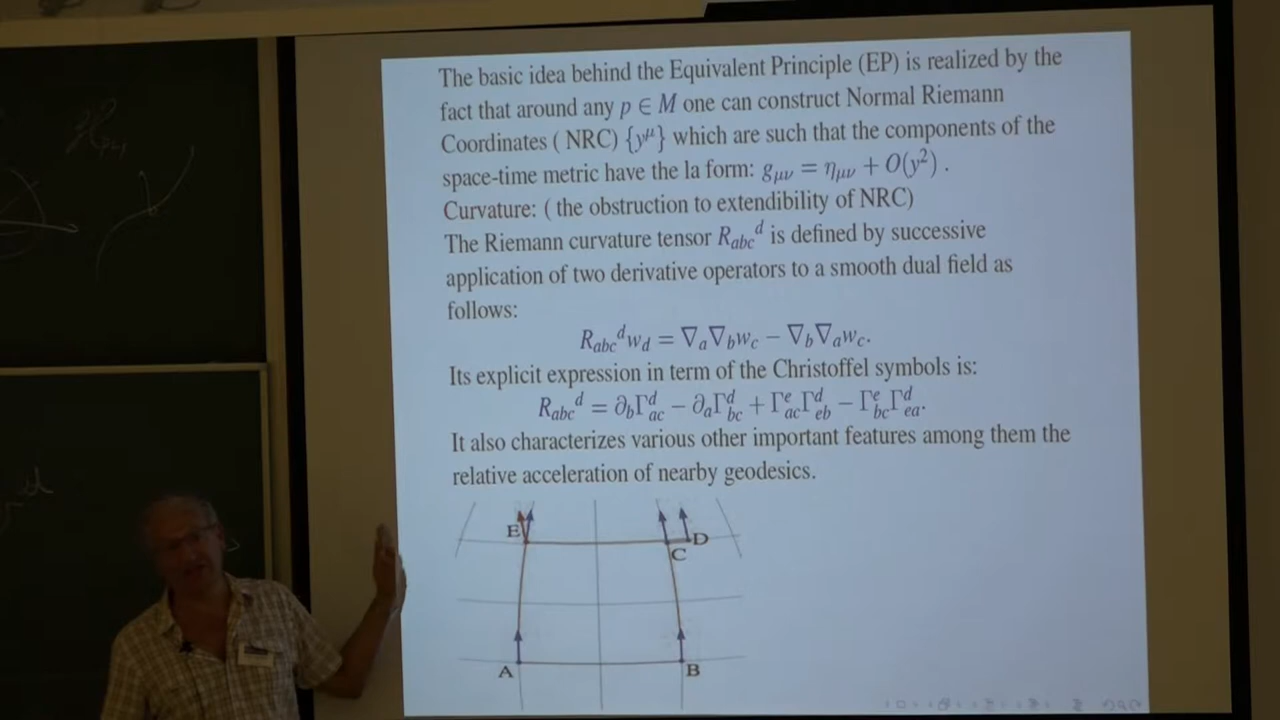 The basic idea behind the Equivalent Principle (EP) is realized by the
fact that around any p ∈ M one can construct Normal Riemann
Coordinates ( NRC) {y^μ} which are such that the components of the
space-time metric have the la form: g_μν = η_μν + O(y²) .
Curvature: ( the obstruction to extendibility of NRC)
The Riemann curvature tensor R_abc^d is defined by successive
application of two derivative operators to a smooth dual field as
follows:
R_abc^d w_d = ∇_a∇_b w_c − ∇_b∇_a w_c.
Its explicit expression in term of the Christoffel symbols is:
R_abc^d = ∂_bΓ^d_ac − ∂_aΓ^d_bc + Γ^e_acΓ^d_eb − Γ^e_bcΓ^d_ea.
It also characterizes various other important features among them the
relative acceleration of nearby geodesics.
E
D
C
A
B